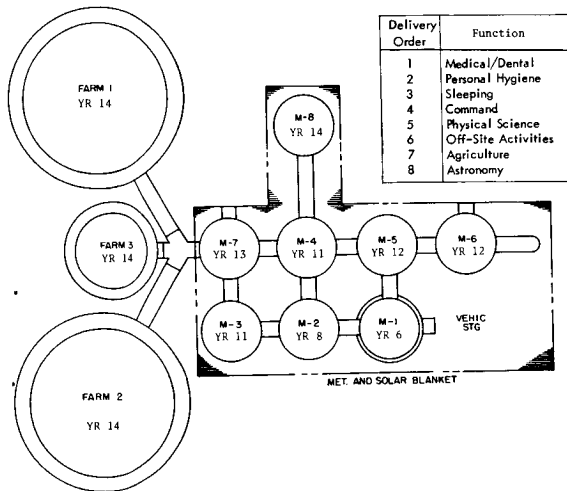 Delivery Order Function
1 Medical/Dental
2 Personal Hygiene
3 Sleeping
4 Command
5 Physical Science
6 Off-Site Activities
7 Agriculture
8 Astronomy
FARM 1
YR 14
M-8
YR 14
FARM 3
YR 14
M-7
YR 13
M-4
YR 11
M-5
YR 12
M-6
YR 12
M-3
YR 11
M-2
YR 8
M-1
YR 6
VEHIC
STG
MET. AND SOLAR BLANKET
FARM 2
YR 14